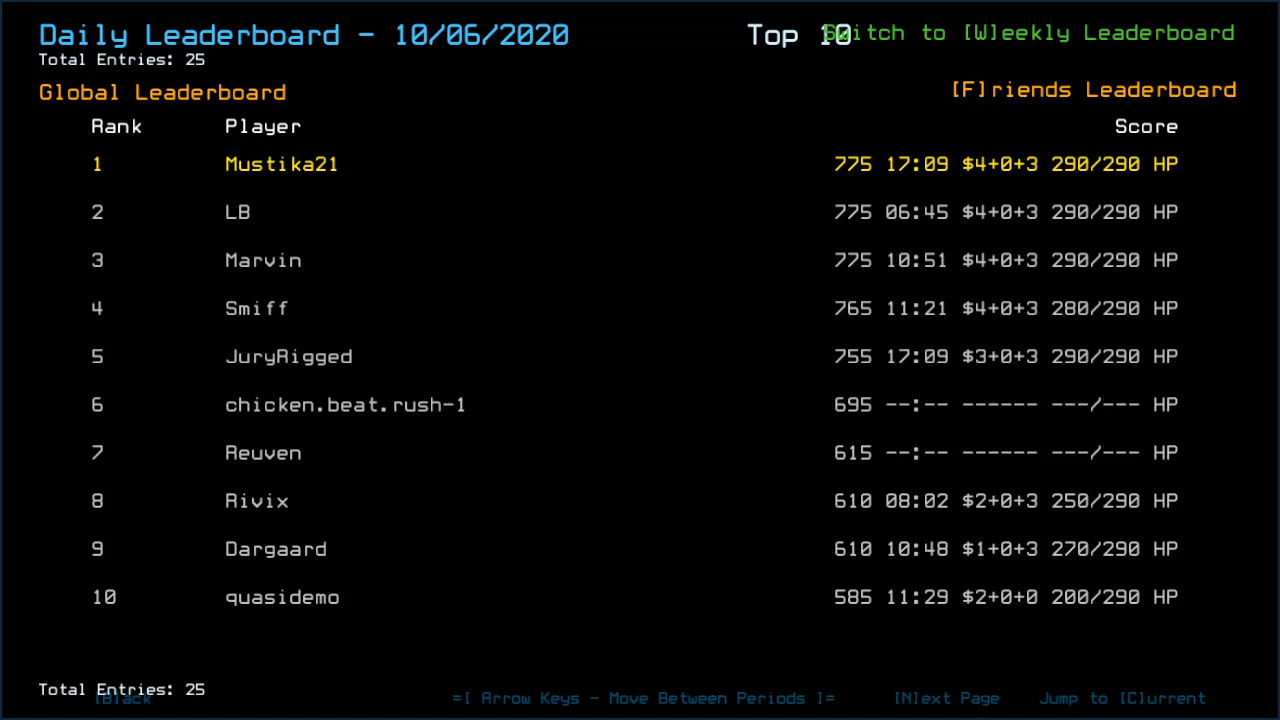 Daily Leaderboard - 10/06/2020 Top 10 Switch to [W]eekly Leaderboard
Total Entries: 25
Global Leaderboard [F]riends Leaderboard
Rank Player Score
1 Mustika21 775 17:09 $4+0+3 290/290 HP
2 LB 775 06:45 $4+0+3 290/290 HP
3 Marvin 775 10:51 $4+0+3 290/290 HP
4 Smiff 765 11:21 $4+0+3 280/290 HP
5 JuryRigged 755 17:09 $3+0+3 290/290 HP
6 chicken.beat.rush-1 695 --:-- ------ ---/--- HP
7 Reuven 615 --:-- ------ ---/--- HP
8 Rivix 610 08:02 $2+0+3 250/290 HP
9 Dargaard 610 10:48 $1+0+3 270/290 HP
10 quasidemo 585 11:29 $2+0+0 200/290 HP
Total Entries: 25
[B]ack =[ Arrow Keys - Move Between Periods ]= [N]ext Page Jump to [C]urrent